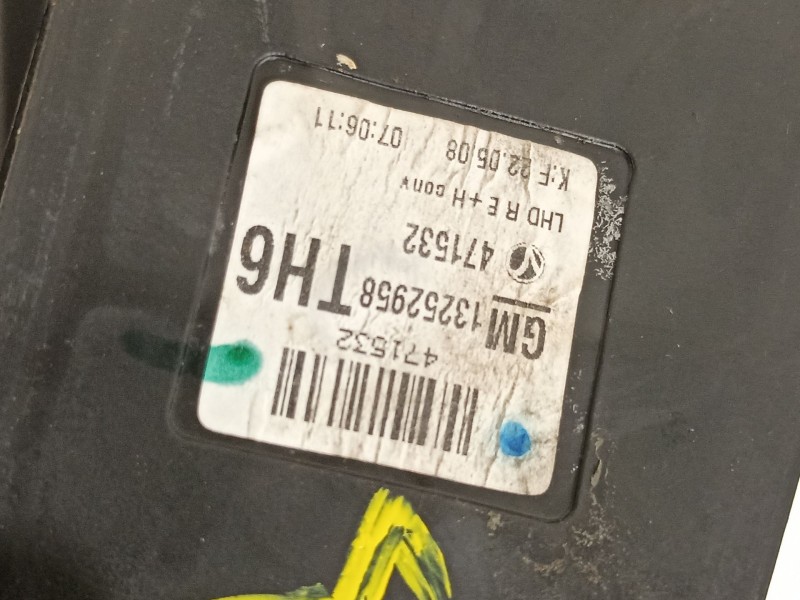 471532
GM 13252958 TH6
471532
LHD R E+H conv
K:F 22.05.08 07:06:11